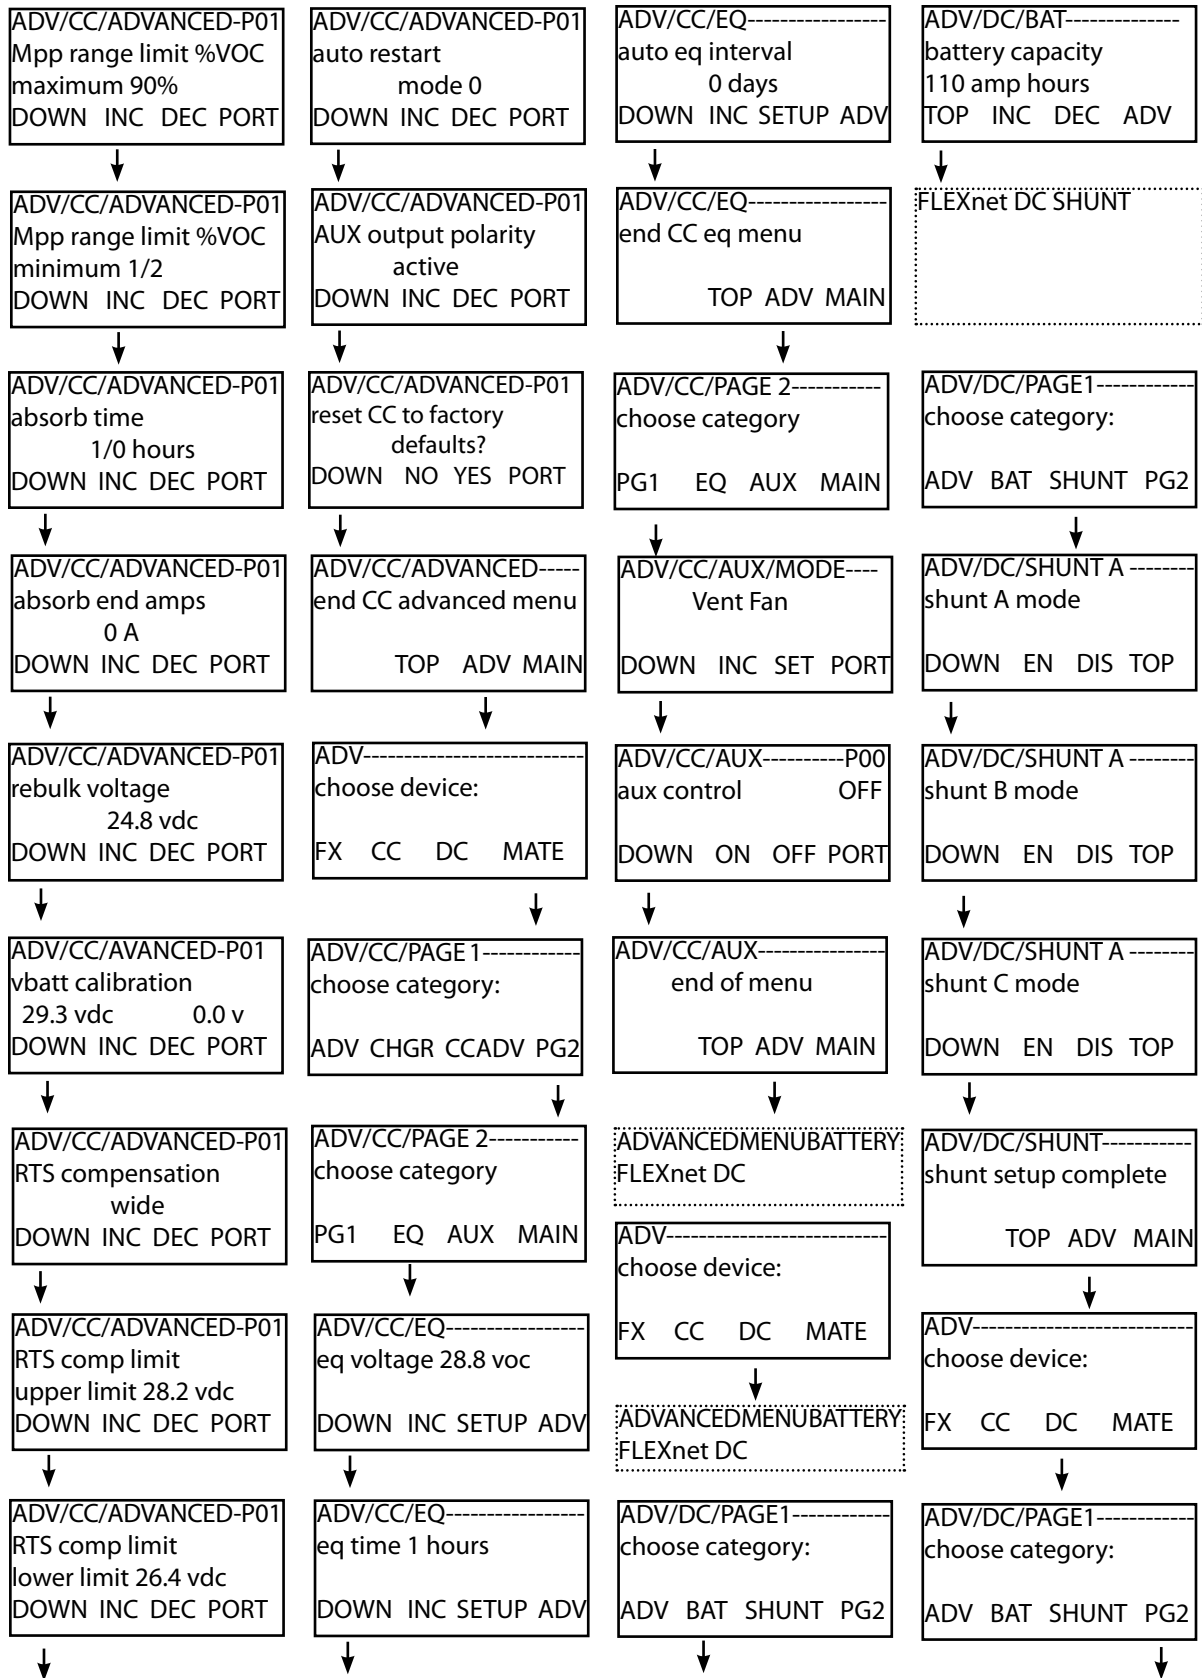 ADV/CC/ADVANCED-P01
Mpp range limit %VOC
maximum 90%
DOWN INC DEC PORT
ADV/CC/ADVANCED-P01
Mpp range limit %VOC
minimum 1/2
DOWN INC DEC PORT
ADV/CC/ADVANCED-P01
absorb time
1/0 hours
DOWN INC DEC PORT
ADV/CC/ADVANCED-P01
absorb end amps
0 A
DOWN INC DEC PORT
ADV/CC/ADVANCED-P01
rebulk voltage
24.8 vdc
DOWN INC DEC PORT
ADV/CC/AVANCED-P01
vbatt calibration
29.3 vdc 0.0 v
DOWN INC DEC PORT
ADV/CC/ADVANCED-P01
RTS compensation
wide
DOWN INC DEC PORT
ADV/CC/ADVANCED-P01
RTS comp limit
upper limit 28.2 vdc
DOWN INC DEC PORT
ADV/CC/ADVANCED-P01
RTS comp limit
lower limit 26.4 vdc
DOWN INC DEC PORT
ADV/CC/ADVANCED-P01
auto restart
mode 0
DOWN INC DEC PORT
ADV/CC/ADVANCED-P01
AUX output polarity
active
DOWN INC DEC PORT
ADV/CC/ADVANCED-P01
reset CC to factory
defaults?
DOWN NO YES PORT
ADV/CC/ADVANCED-----
end CC advanced menu
TOP ADV MAIN
ADV---------------------------
choose device:
FX CC DC MATE
ADV/CC/PAGE 1------------
choose category:
ADV CHGR CCADV PG2
ADV/CC/PAGE 2-----------
choose category
PG1 EQ AUX MAIN
ADV/CC/EQ-----------------
eq voltage 28.8 voc
DOWN INC SETUP ADV
ADV/CC/EQ-----------------
eq time 1 hours
DOWN INC SETUP ADV
ADV/CC/EQ-----------------
auto eq interval
0 days
DOWN INC SETUP ADV
ADV/CC/EQ-----------------
end CC eq menu
TOP ADV MAIN
ADV/CC/PAGE 2-----------
choose category
PG1 EQ AUX MAIN
ADV/CC/AUX/MODE----
Vent Fan
DOWN INC SET PORT
ADV/CC/AUX----------P00
aux control OFF
DOWN ON OFF PORT
ADV/CC/AUX----------------
end of menu
TOP ADV MAIN
ADVANCEDMENUBATTERY
FLEXnet DC
ADV---------------------------
choose device:
FX CC DC MATE
ADVANCEDMENUBATTERY
FLEXnet DC
ADV/DC/PAGE1------------
choose category:
ADV BAT SHUNT PG2
ADV/DC/BAT--------------
battery capacity
110 amp hours
TOP INC DEC ADV
FLEXnet DC SHUNT
ADV/DC/PAGE1------------
choose category:
ADV BAT SHUNT PG2
ADV/DC/SHUNT A --------
shunt A mode
DOWN EN DIS TOP
ADV/DC/SHUNT A --------
shunt B mode
DOWN EN DIS TOP
ADV/DC/SHUNT A --------
shunt C mode
DOWN EN DIS TOP
ADV/DC/SHUNT-----------
shunt setup complete
TOP ADV MAIN
ADV---------------------------
choose device:
FX CC DC MATE
ADV/DC/PAGE1------------
choose category:
ADV BAT SHUNT PG2